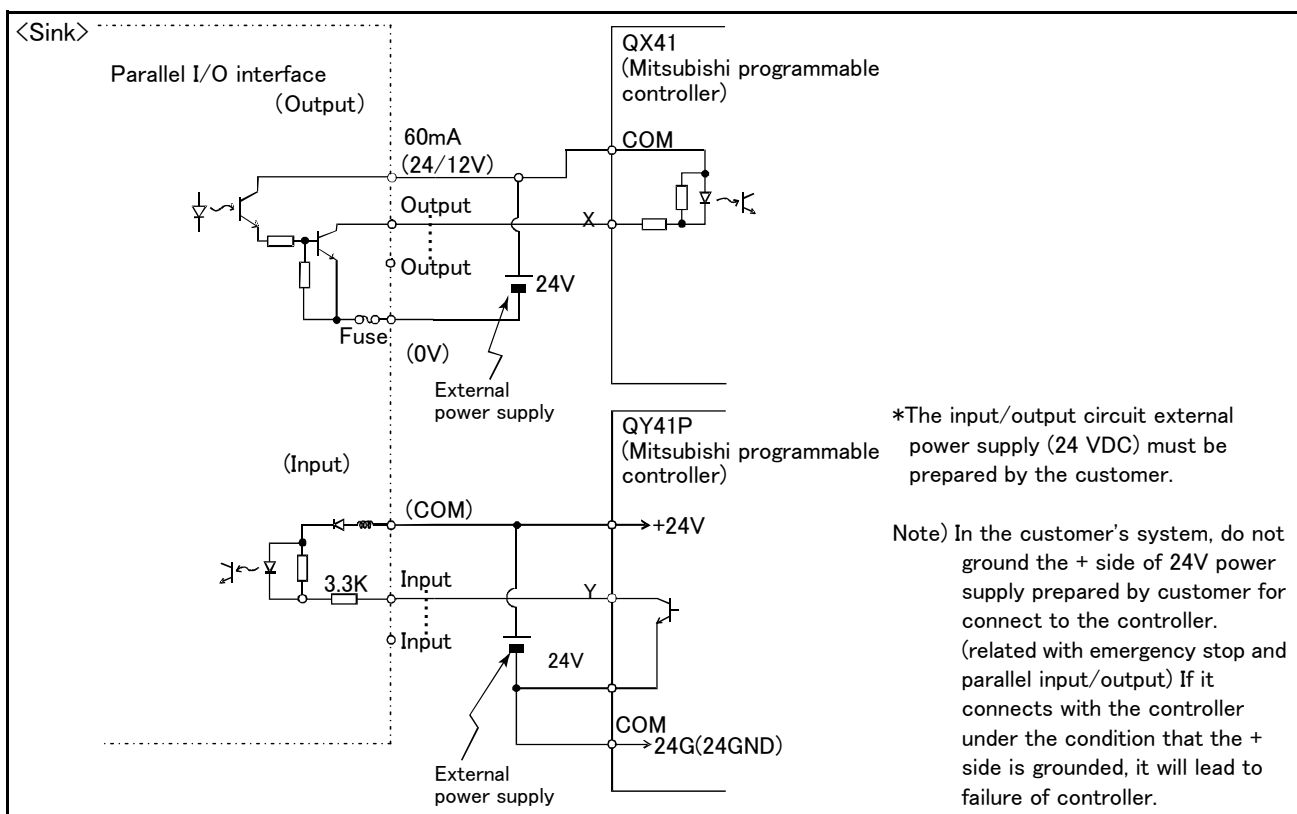 <Sink>
Parallel I/O interface
(Output)
QX41
(Mitsubishi programmable
controller)
60mA
(24/12V)
COM
Output
X
Output
24V
Fuse
(0V)
External
power supply
QY41P
(Mitsubishi programmable
controller)
(Input)
(COM)
+24V
3.3K
Input
Y
Input
24V
COM
24G(24GND)
External
power supply
*The input/output circuit external
power supply (24 VDC) must be
prepared by the customer.
Note) In the customer's system, do not
ground the + side of 24V power
supply prepared by customer for
connect to the controller.
(related with emergency stop and
parallel input/output) If it
connects with the controller
under the condition that the +
side is grounded, it will lead to
failure of controller.